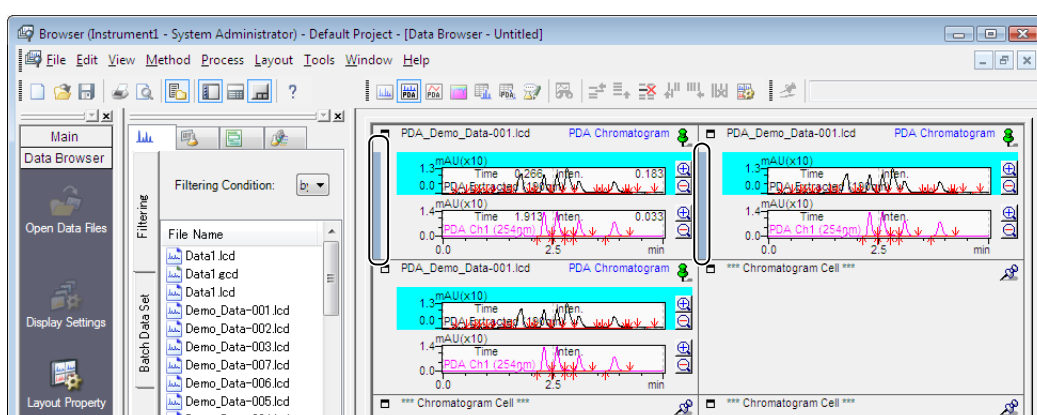 Browser (Instrument1 - System Administrator) - Default Project - [Data Browser - Untitled]
File Edit View Method Process Layout Tools Window Help
Main
Data Browser
Open Data Files
Display Settings
Layout Property
Filtering
Batch Data Set
Filtering Condition:
File Name
Data1.lcd
Data1.gcd
Data1.lcd
Demo_Data-001.lcd
Demo_Data-002.lcd
Demo_Data-003.lcd
Demo_Data-007.lcd
Demo_Data-006.lcd
Demo_Data-005.lcd
PDA_Demo_Data-001.lcd PDA Chromatogram
mAU(x10)
1.3 Time 0.266 Inten. 0.183
0.0 PDA Extracted
mAU(x10)
1.4 Time 1.913 Inten. 0.033
PDA Ch1 (254nm)
0.0
0.0 2.5 min
PDA_Demo_Data-001.lcd PDA Chromatogram
mAU(x10)
1.3 Time Inten.
0.0 PDA Extracted
mAU(x10)
1.4 Time Inten.
PDA Ch1 (254nm)
0.0
0.0 2.5 min
PDA_Demo_Data-001.lcd PDA Chromatogram
mAU(x10)
1.3 Time Inten.
0.0 PDA Extracted
mAU(x10)
1.4 Time Inten.
PDA Ch1 (254nm)
0.0
0.0 2.5 min
*** Chromatogram Cell ***
*** Chromatogram Cell ***
*** Chromatogram Cell ***